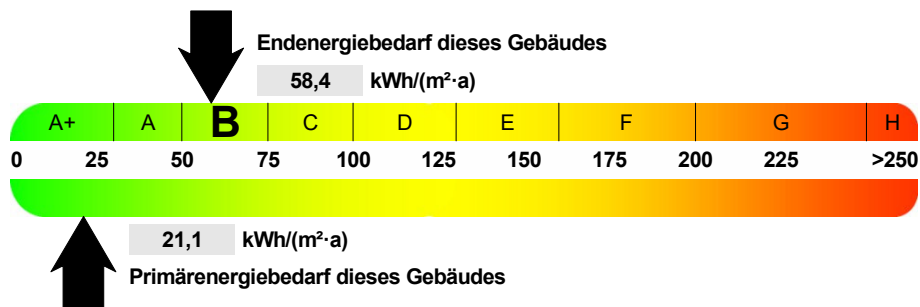 Endenergiebedarf dieses Gebäudes
58,4 kWh/(m²·a)
A+ A B C D E F G H
0 25 50 75 100 125 150 175 200 225 >250
21,1 kWh/(m²·a)
Primärenergiebedarf dieses Gebäudes